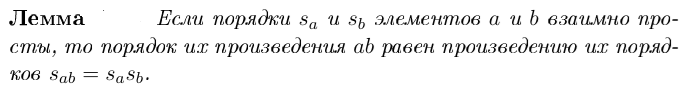 Лемма Если порядки s_a и s_b элементов a и b взаимно про-
сты, то порядок их произведения ab равен произведению их поряд-
ков s_{ab} = s_a s_b.